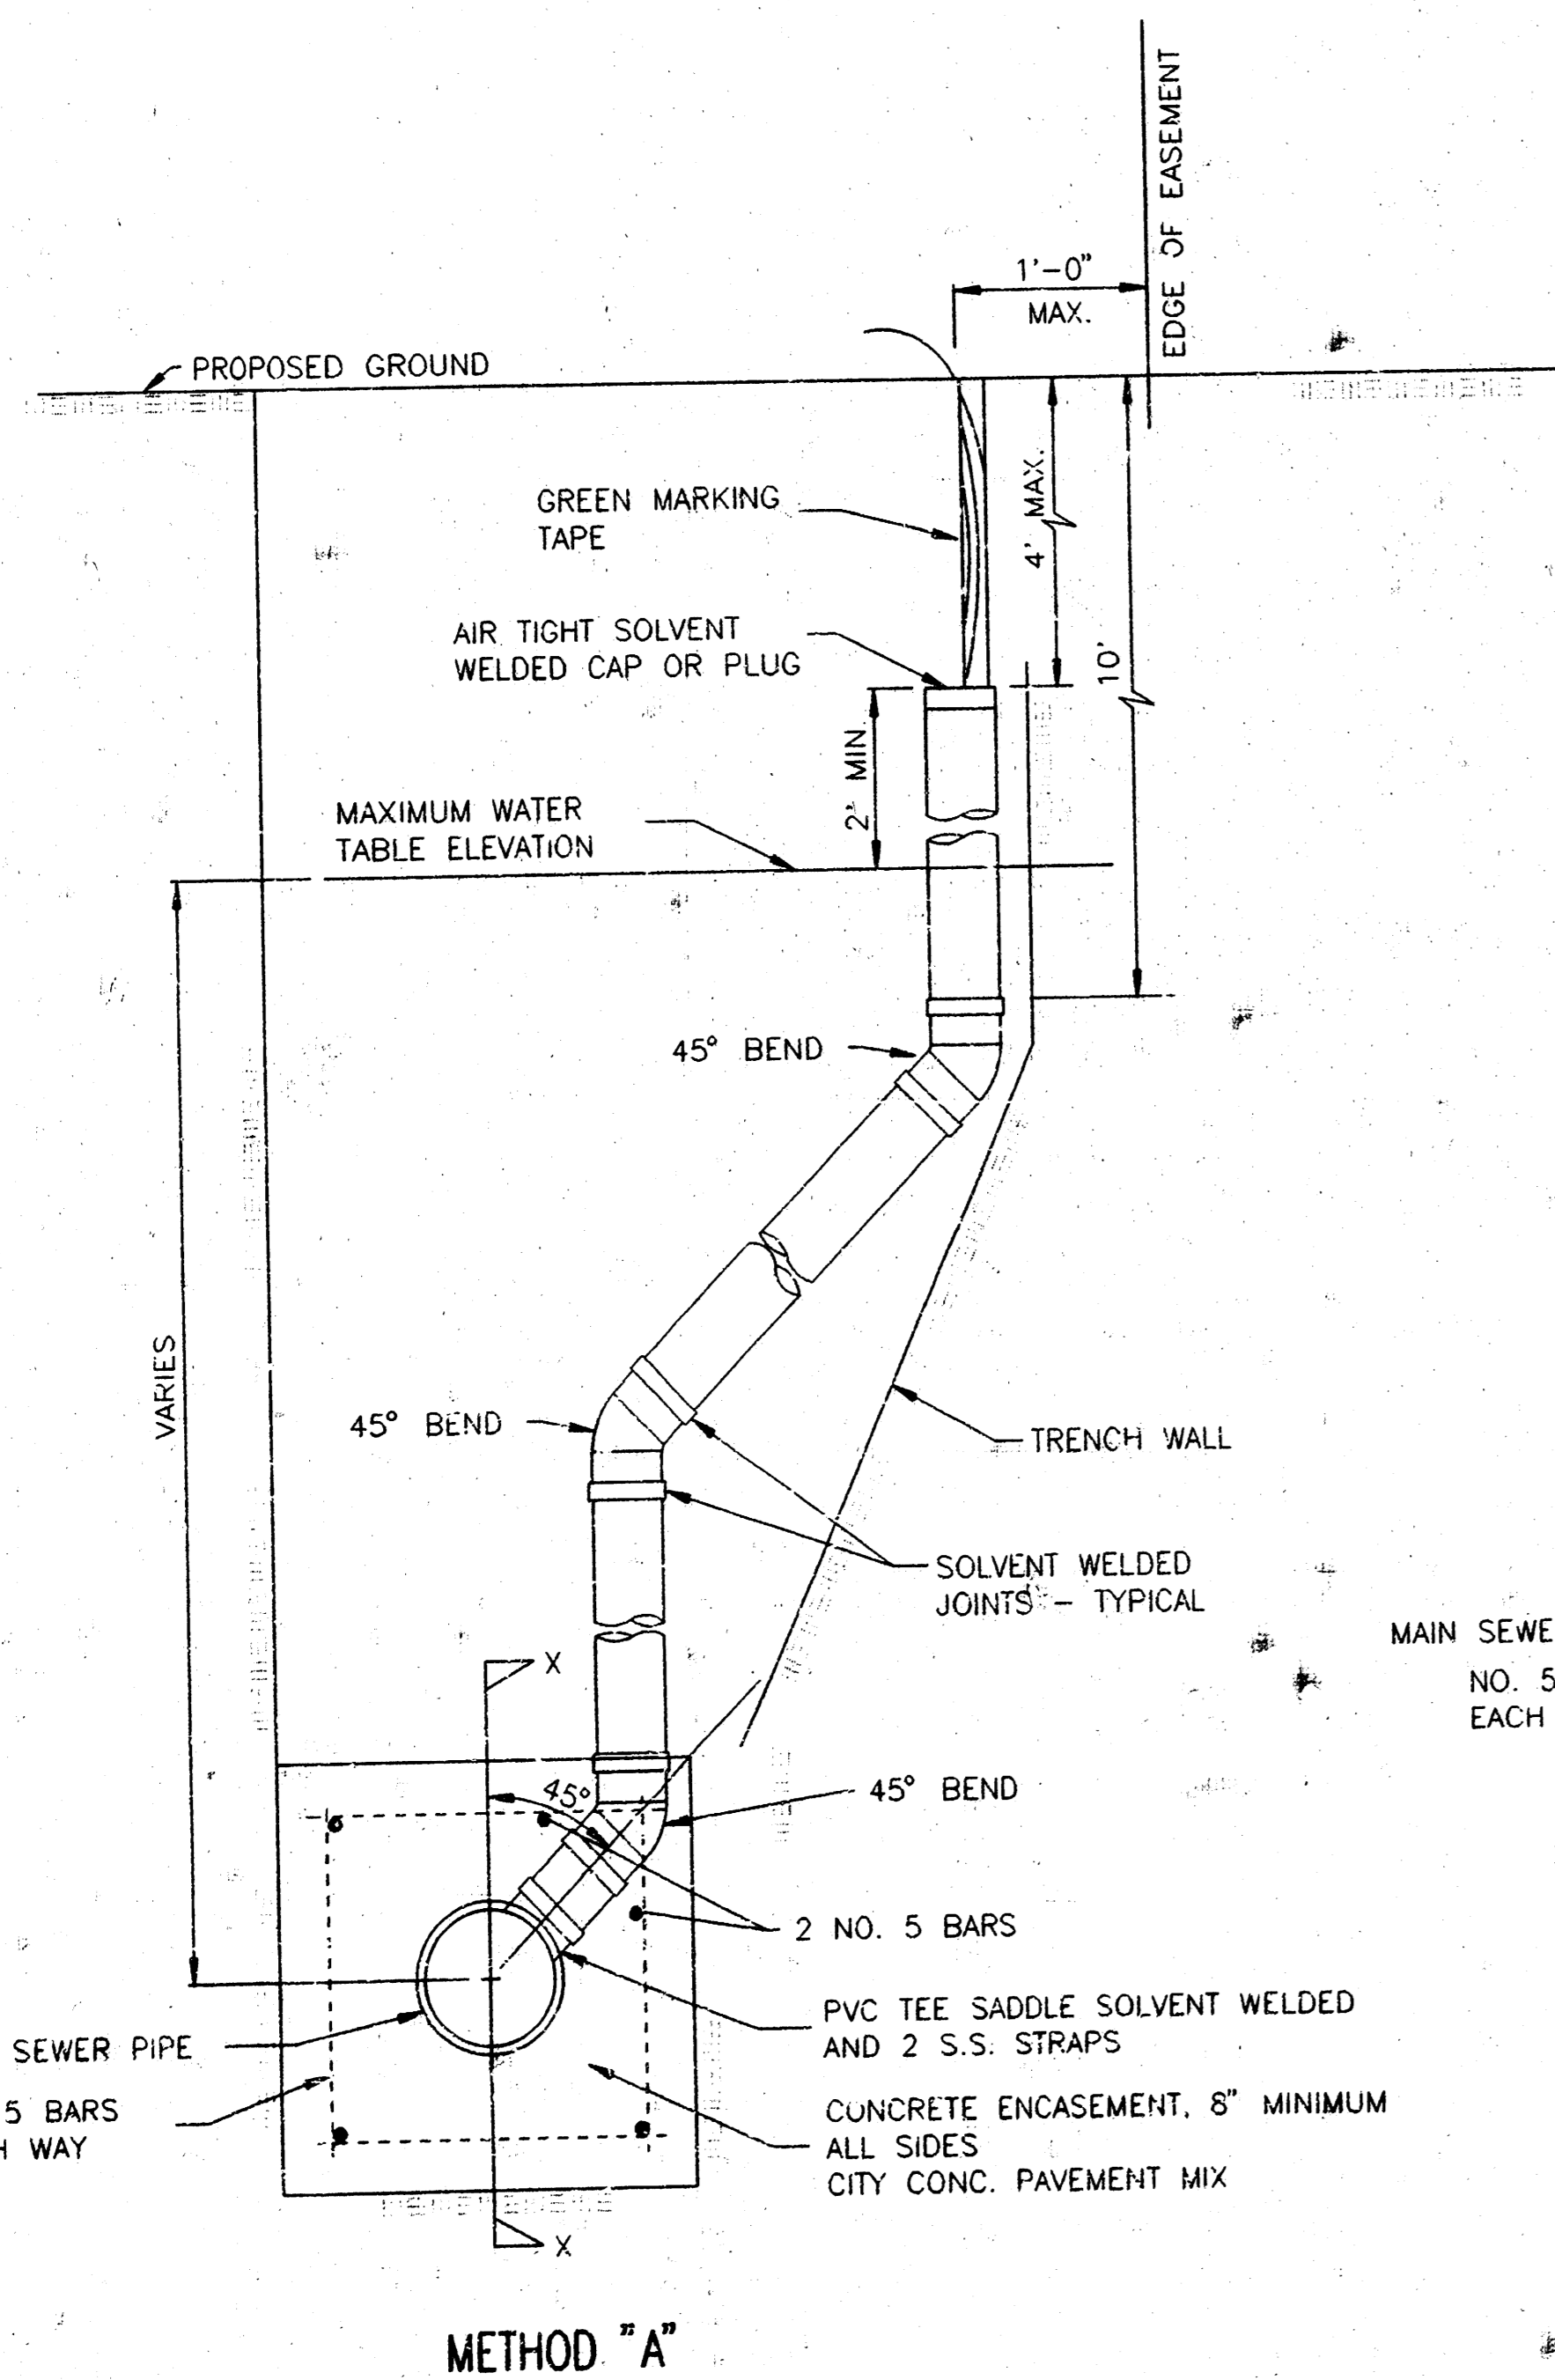 EDGE OF EASEMENT
1'-0"
MAX.
PROPOSED GROUND
GREEN MARKING
TAPE
4' MAX.
AIR TIGHT SOLVENT
WELDED CAP OR PLUG
10'
2' MIN.
MAXIMUM WATER
TABLE ELEVATION
45° BEND
VARIES
45° BEND
TRENCH WALL
SOLVENT WELDED
JOINTS - TYPICAL
MAIN SEWE
NO. 5
EACH
X
45°
45° BEND
2 NO. 5 BARS
PVC TEE SADDLE SOLVENT WELDED
AND 2 S.S. STRAPS
SEWER PIPE
5 BARS
H WAY
CONCRETE ENCASEMENT, 8" MINIMUM
ALL SIDES
CITY CONC. PAVEMENT MIX
X
METHOD "A"